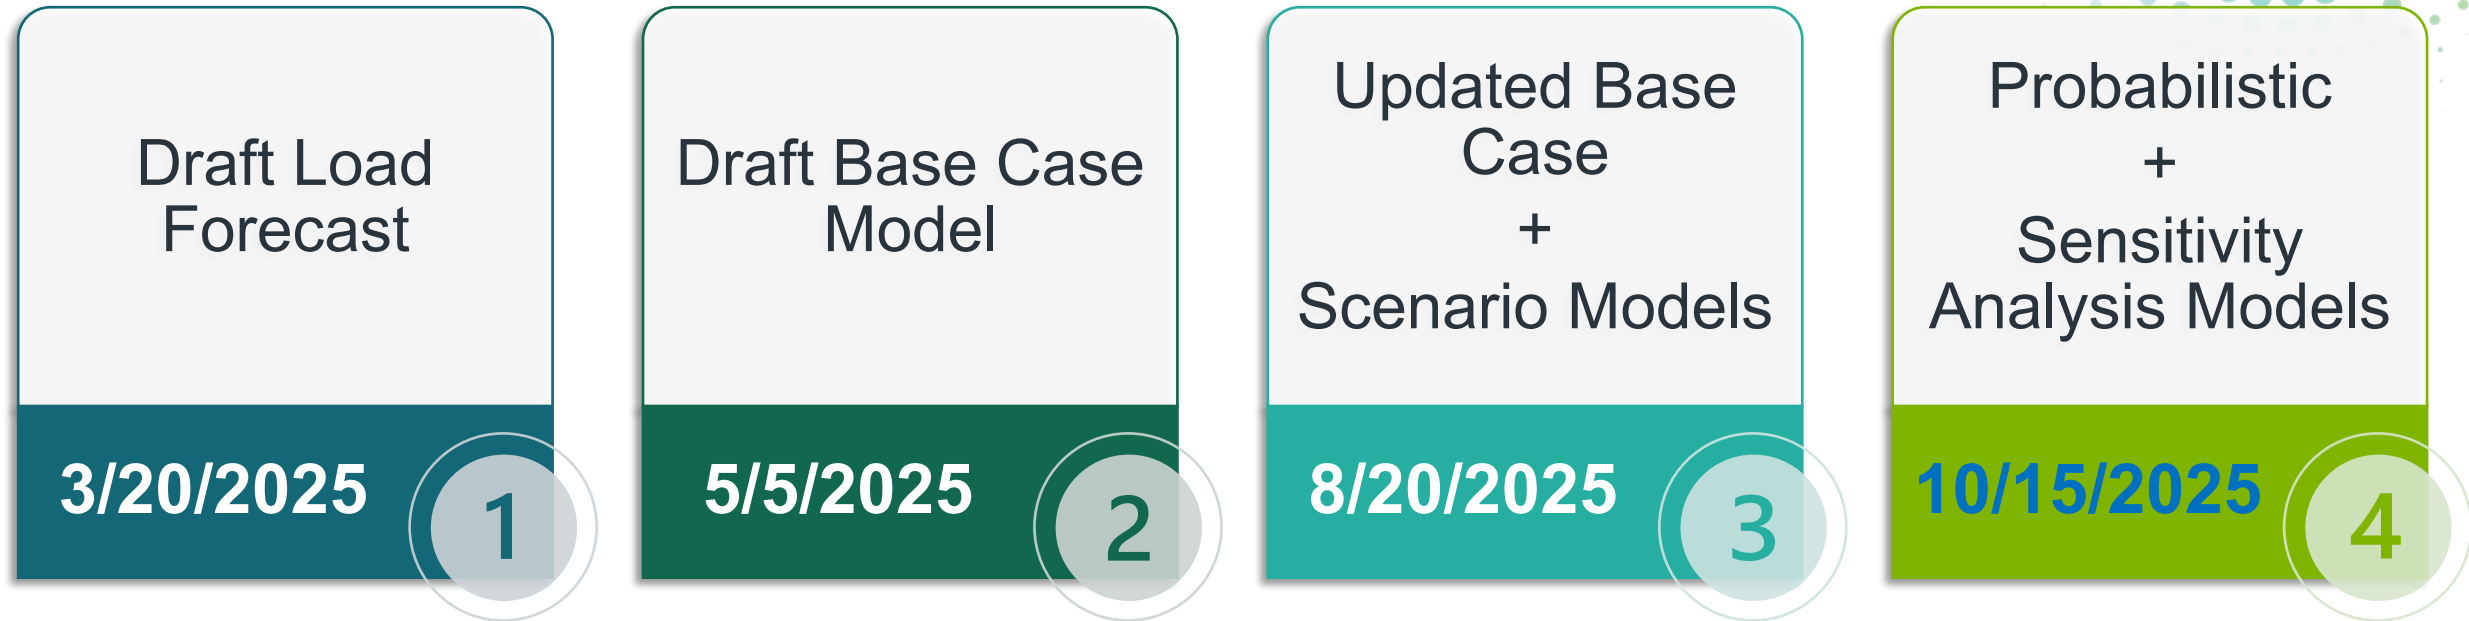 Draft Load
Forecast
3/20/2025
1
Draft Base Case
Model
5/5/2025
2
Updated Base
Case
+
Scenario Models
8/20/2025
3
Probabilistic
+
Sensitivity
Analysis Models
10/15/2025
4